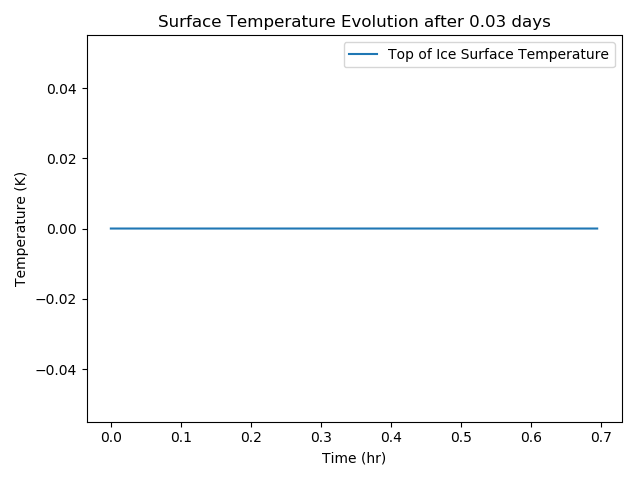 Surface Temperature Evolution after 0.03 days
Top of Ice Surface Temperature
Temperature (K)
0.04
0.02
0.00
−0.02
−0.04
0.0 0.1 0.2 0.3 0.4 0.5 0.6 0.7
Time (hr)